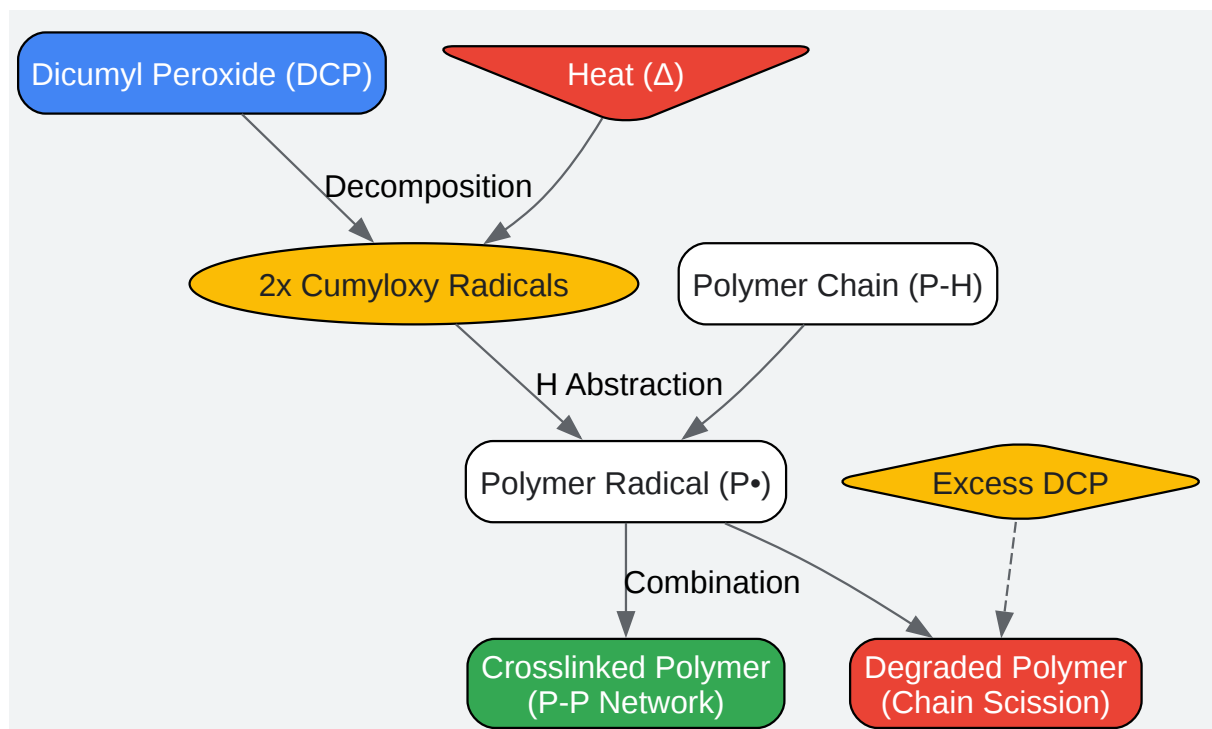 Dicumyl Peroxide (DCP)
Heat (Δ)
Decomposition
2x Cumyloxy Radicals
Polymer Chain (P-H)
H Abstraction
Polymer Radical (P•)
Excess DCP
Combination
Crosslinked Polymer
(P-P Network)
Degraded Polymer
(Chain Scission)